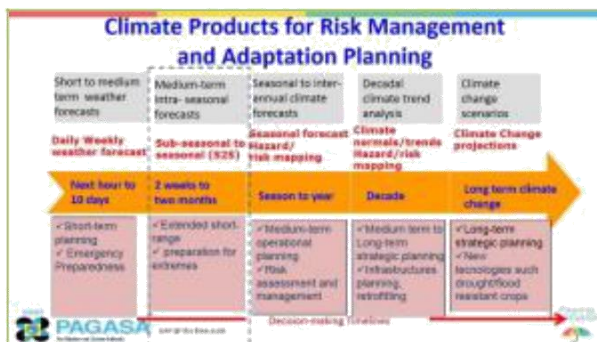 Climate Products for Risk Management
and Adaptation Planning
Short to medium
term weather
forecasts
Medium-term
Intra- seasonal
forecasts
Seasonal to inter-
annual climate
forecasts
Decadal
climate trend
analysis
Climate
change
scenarios
Daily Weekly
weather forecast
Sub-seasonal to
seasonal (S2S)
Seasonal forecast
Hazard/
risk mapping
Climate
normals/trends
Hazard/risk
mapping
Climate Change
projections
Next hour to
10 days
2 weeks to
two months
Season to year
Decade
Long term climate
change
✓Short-term
planning
✓ Emergency
Preparedness
✓Extended short-
range
✓ preparation for
extremes
✓Medium-term
operational
planning
✓Risk
assessment and
management
✓Medium term to
Long-term
strategic planning
✓Infrastructures
planning,
retrofitling
✓Long-term
strategic planning
✓New
tecnologies such
drought/flood
resistant crops
PAGASA
Decision-making Timelines